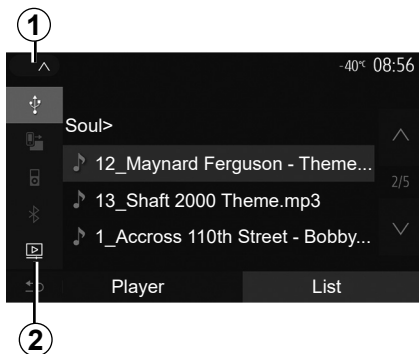 1
-40°C 08:56
Soul>
12_Maynard Ferguson - Theme...
2/5
13_Shaft 2000 Theme.mp3
1_Accross 110th Street - Bobby...
Player List
2